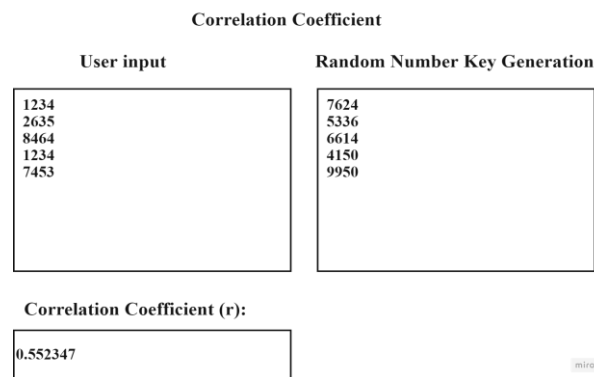 Correlation Coefficient
User input
Random Number Key Generation
1234
2635
8464
1234
7453
7624
5336
6614
4150
9950
Correlation Coefficient (r):
0.552347